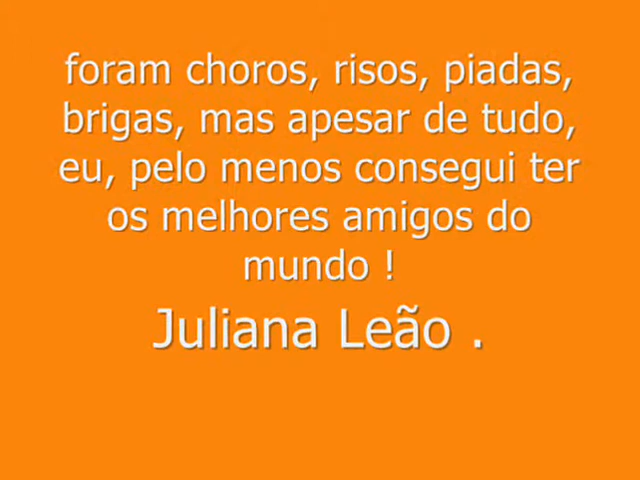 foram choros, risos, piadas,
brigas, mas apesar de tudo,
eu, pelo menos consegui ter
os melhores amigos do
mundo !
Juliana Leão .